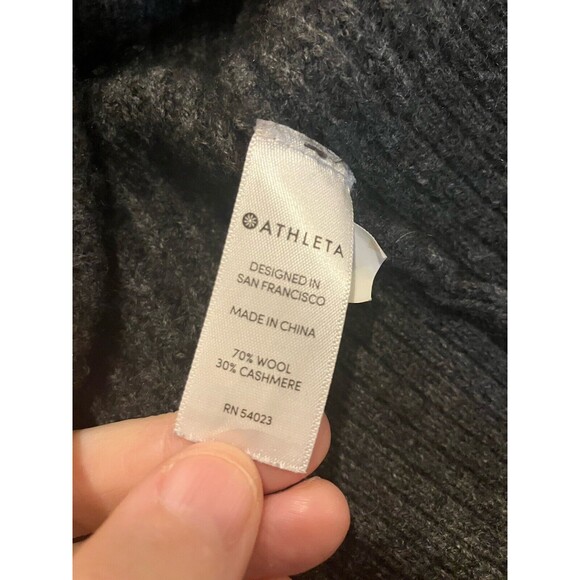 ATHLETA
DESIGNED IN
SAN FRANCISCO
MADE IN CHINA
70% WOOL
30% CASHMERE
RN 54023